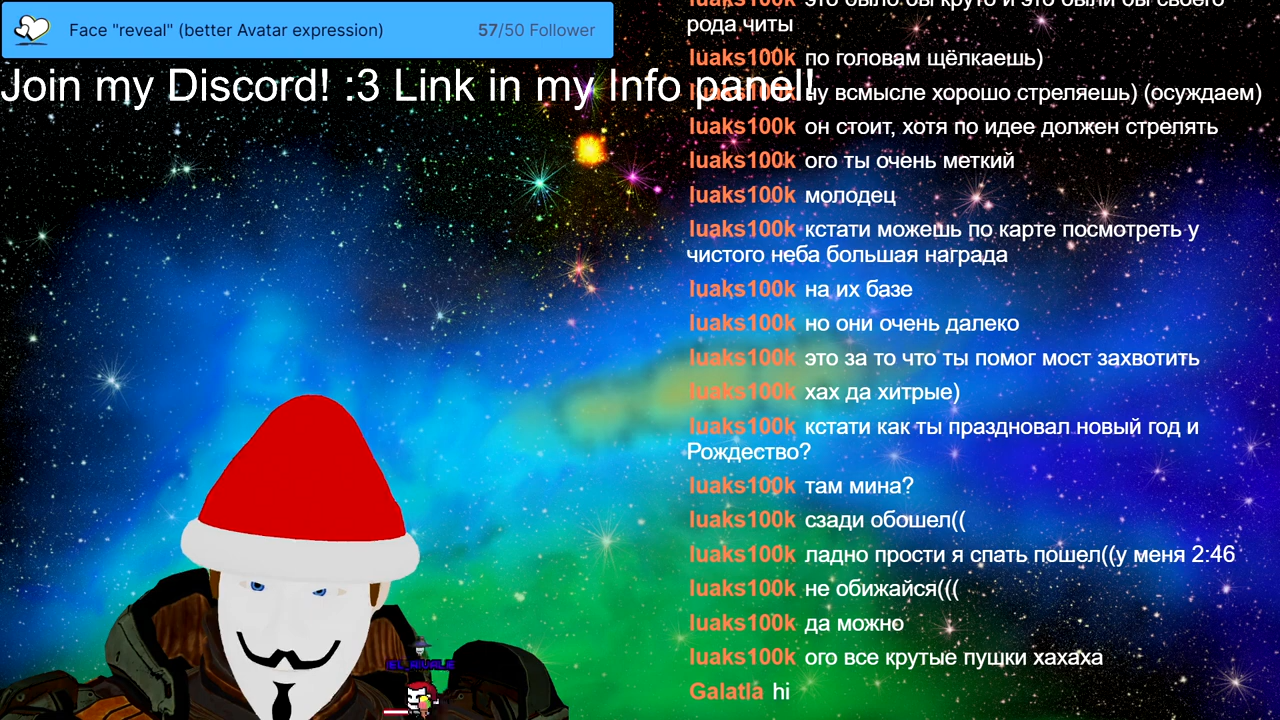 Face "reveal" (better Avatar expression) 57/50 Follower
Join my Discord! :3 Link in my Info panel!
luaks100k это было бы круто и это были бы своего
рода читы
luaks100k по головам щёлкаешь)
luaks100k ну всмысле хорошо стреляешь) (осуждаем)
luaks100k он стоит, хотя по идее должен стрелять
luaks100k ого ты очень меткий
luaks100k молодец
luaks100k кстати можешь по карте посмотреть у
чистого неба большая награда
luaks100k на их базе
luaks100k но они очень далеко
luaks100k это за то что ты помог мост захвотить
luaks100k хах да хитрые)
luaks100k кстати как ты праздновал новый год и
Рождество?
luaks100k там мина?
luaks100k сзади обошел((
luaks100k ладно прости я спать пошел((у меня 2:46
luaks100k не обижайся(((
luaks100k да можно
luaks100k ого все крутые пушки хахаха
Galatla hi